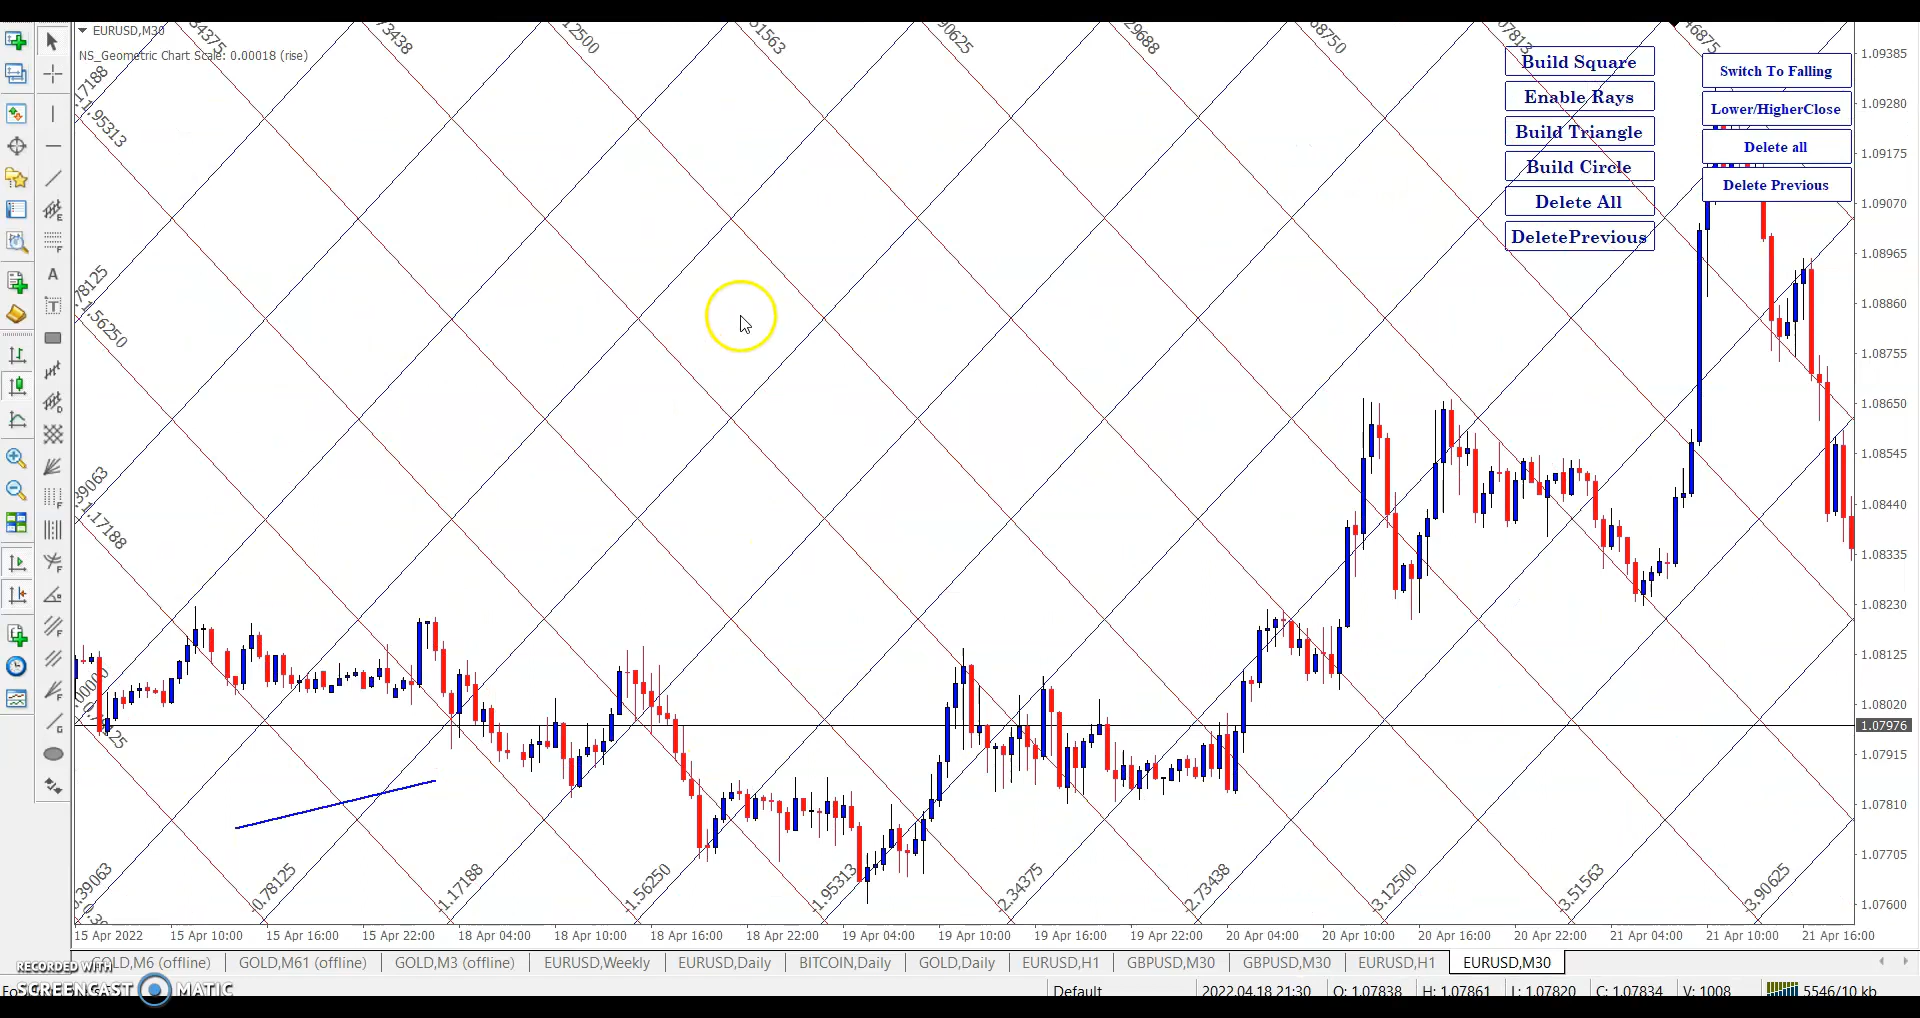 EURUSD,M30
NS_Geometric Chart Scale: 0.00018 (rise)
Build Square
Enable Rays
Build Triangle
Build Circle
Delete All
DeletePrevious
Switch To Falling
Lower/HigherClose
Delete all
Delete Previous
1.09385
1.09280
1.09175
1.09070
1.08965
1.08860
1.08755
1.08650
1.08545
1.08440
1.08335
1.08230
1.08125
1.08020
1.07976
1.07915
1.07810
1.07705
1.07600
1.95313
1.56250
1.17188
0.78125
1.17188
1.56250
1.95313
2.34375
2.73438
3.12500
3.51563
3.90625
15 Apr 2022
15 Apr 10:00
15 Apr 16:00
15 Apr 22:00
18 Apr 04:00
18 Apr 10:00
18 Apr 16:00
18 Apr 22:00
19 Apr 04:00
19 Apr 10:00
19 Apr 16:00
19 Apr 22:00
20 Apr 04:00
20 Apr 10:00
20 Apr 16:00
20 Apr 22:00
21 Apr 04:00
21 Apr 10:00
21 Apr 16:00
GOLD,M61 (offline)
GOLD,M3 (offline)
EURUSD,Weekly
EURUSD,Daily
BITCOIN,Daily
GOLD,Daily
EURUSD,H1
GBPUSD,M30
GBPUSD,M30
EURUSD,H1
EURUSD,M30
RECORDED WITH
SCREENCAST MATIC
Default
2022.04.18 21:30
O: 1.07838
H: 1.07861
L: 1.07820
C: 1.07834
V: 1008
5546/10 kb